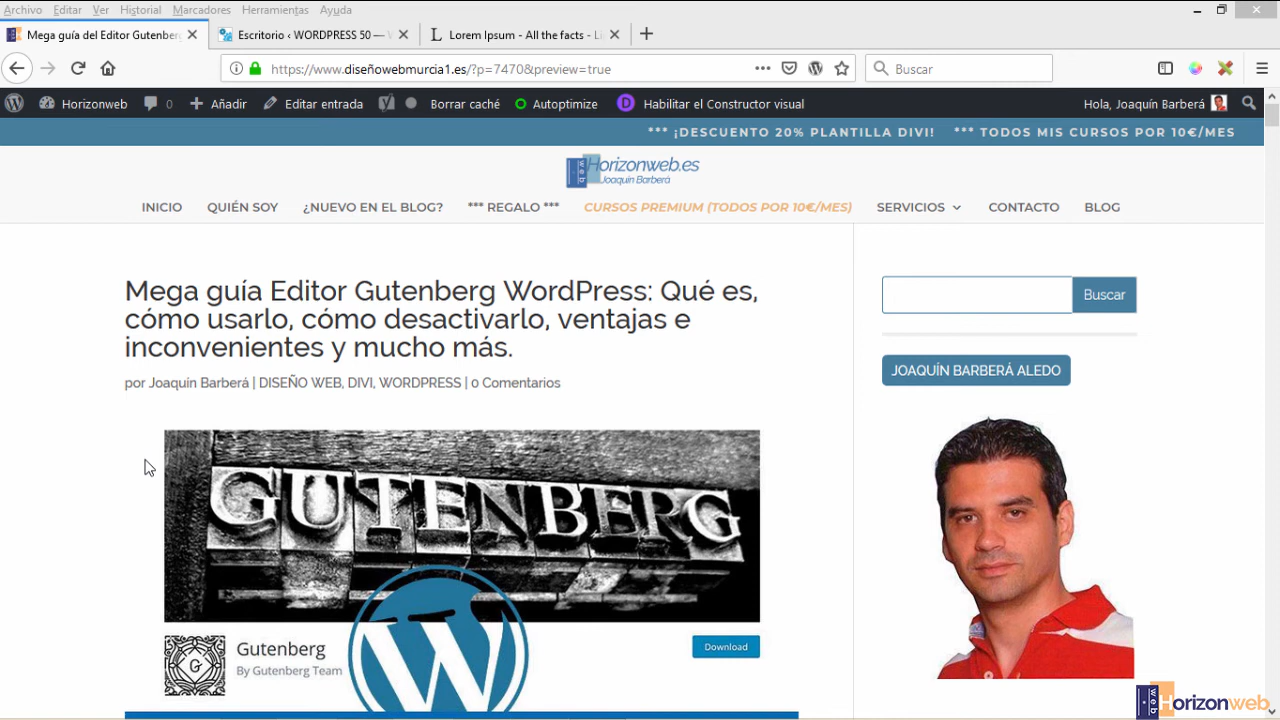 Archivo Editar Ver Historial Marcadores Herramientas Ayuda
Mega guía del Editor Gutenberg
Escritorio ‹ WORDPRESS 50 —
Lorem Ipsum - All the facts - Li
https://www.diseñowebmurcia1.es/?p=7470&preview=true
Buscar
Horizonweb 0 Añadir Editar entrada Borrar caché Autoptimize D Habilitar el Constructor visual Hola, Joaquín Barberá
*** ¡DESCUENTO 20% PLANTILLA DIVI! *** TODOS MIS CURSOS POR 10€/MES
web Horizonweb.es
Joaquín Barberá
INICIO QUIÉN SOY ¿NUEVO EN EL BLOG? *** REGALO *** CURSOS PREMIUM (TODOS POR 10€/MES) SERVICIOS CONTACTO BLOG
Mega guía Editor Gutenberg WordPress: Qué es,
cómo usarlo, cómo desactivarlo, ventajas e
inconvenientes y mucho más.
por Joaquín Barberá | DISEÑO WEB, DIVI, WORDPRESS | 0 Comentarios
Buscar
JOAQUÍN BARBERÁ ALEDO
GUTENBERG
G
Gutenberg
By Gutenberg Team
W
Download
web Horizonweb